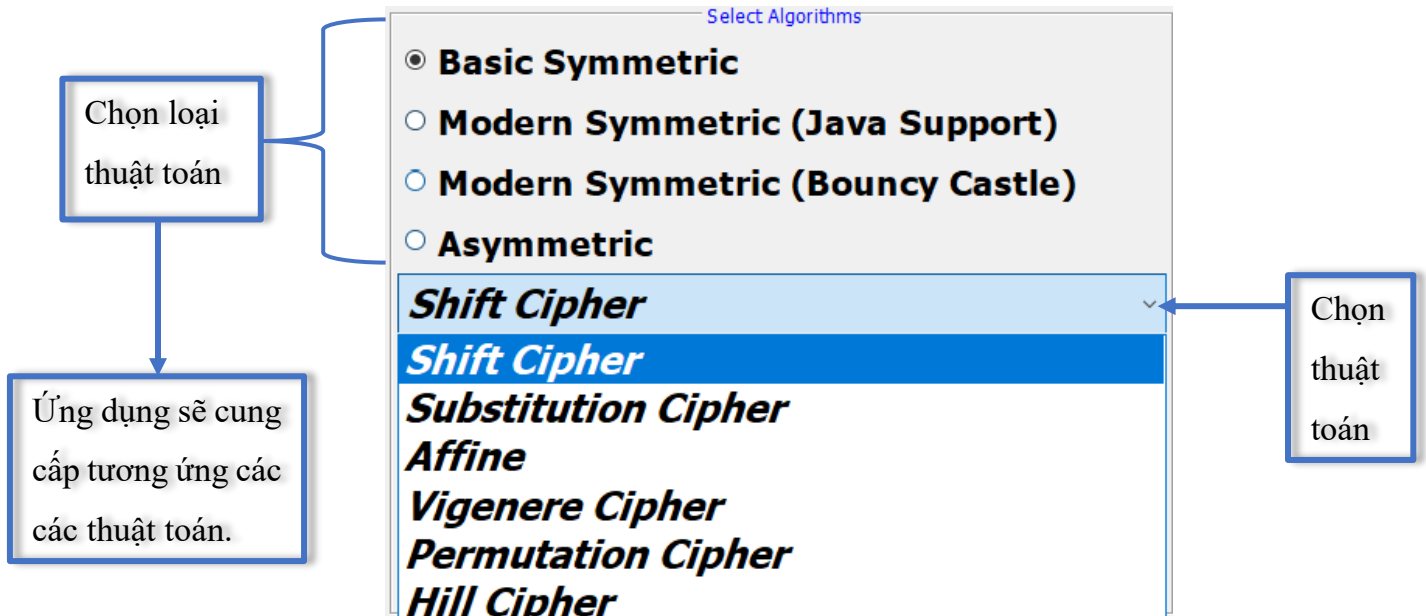 Select Algorithms
Basic Symmetric
Modern Symmetric (Java Support)
Modern Symmetric (Bouncy Castle)
Asymmetric
Chọn loại
thuật toán
Ứng dụng sẽ cung
cấp tương ứng các
các thuật toán.
Shift Cipher
Shift Cipher
Substitution Cipher
Affine
Vigenere Cipher
Permutation Cipher
Hill Cipher
Chọn
thuật
toán